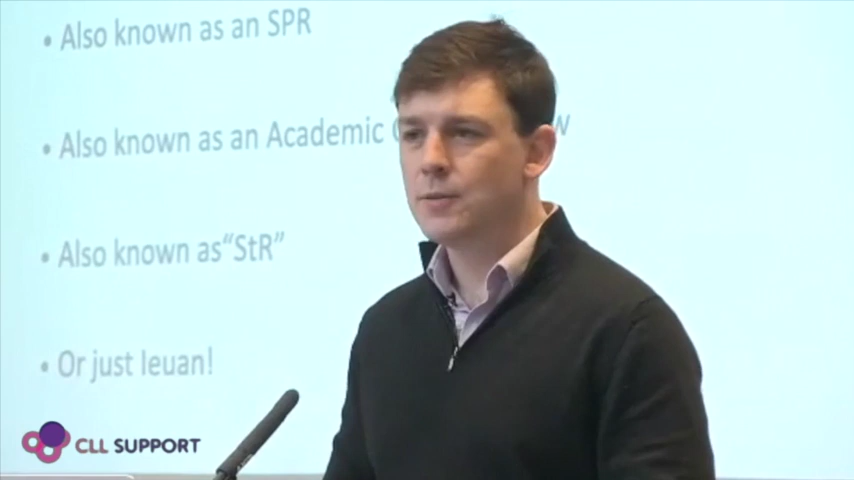 • Also known as an SPR
• Also known as an Academic
• Also known as“StR”
• Or just Ieuan!
CLL SUPPORT